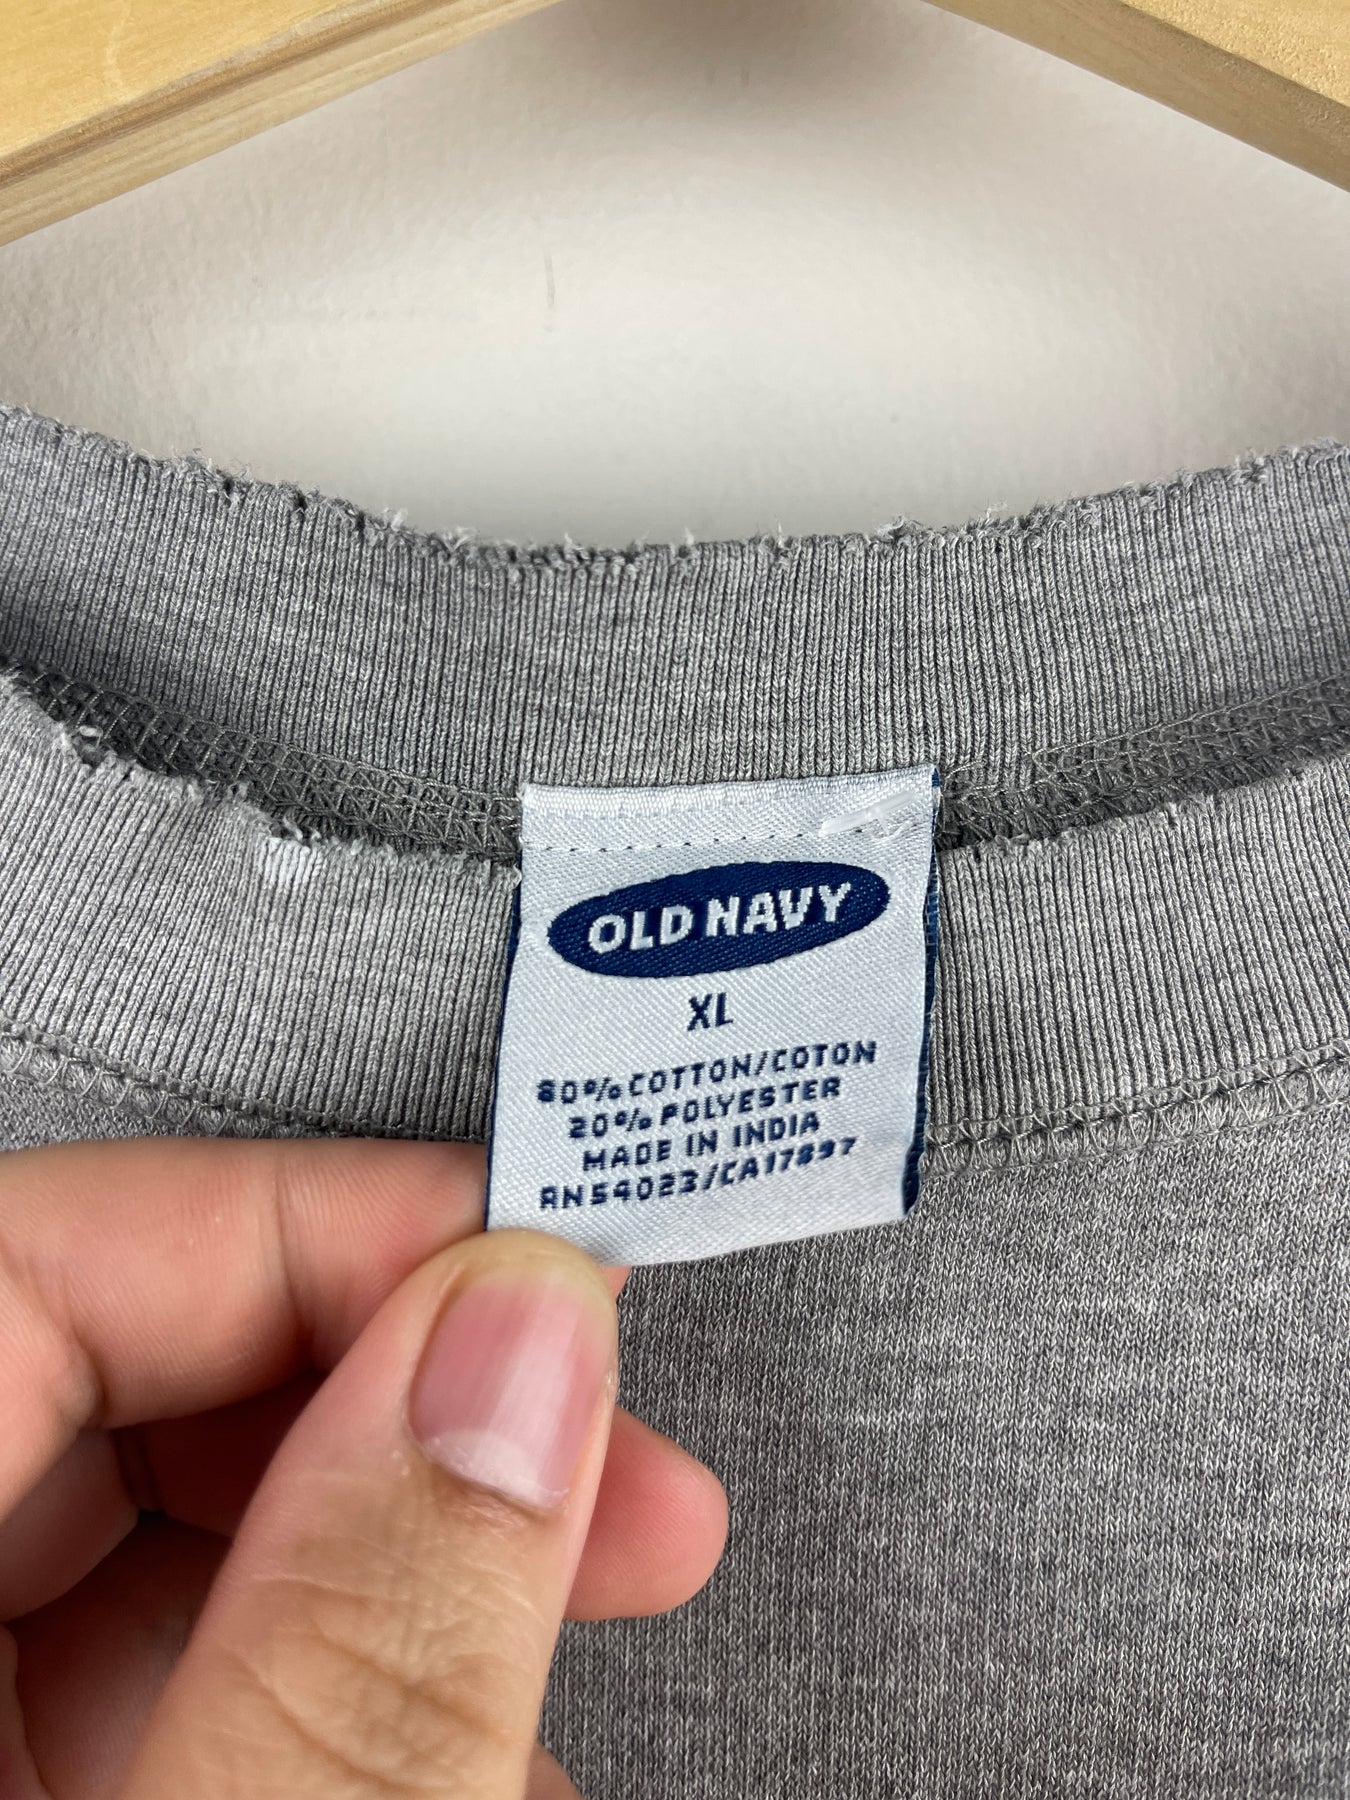 OLD NAVY
XL
80% COTTON/COTON
20% POLYESTER
MADE IN INDIA
RN54023/CA17897